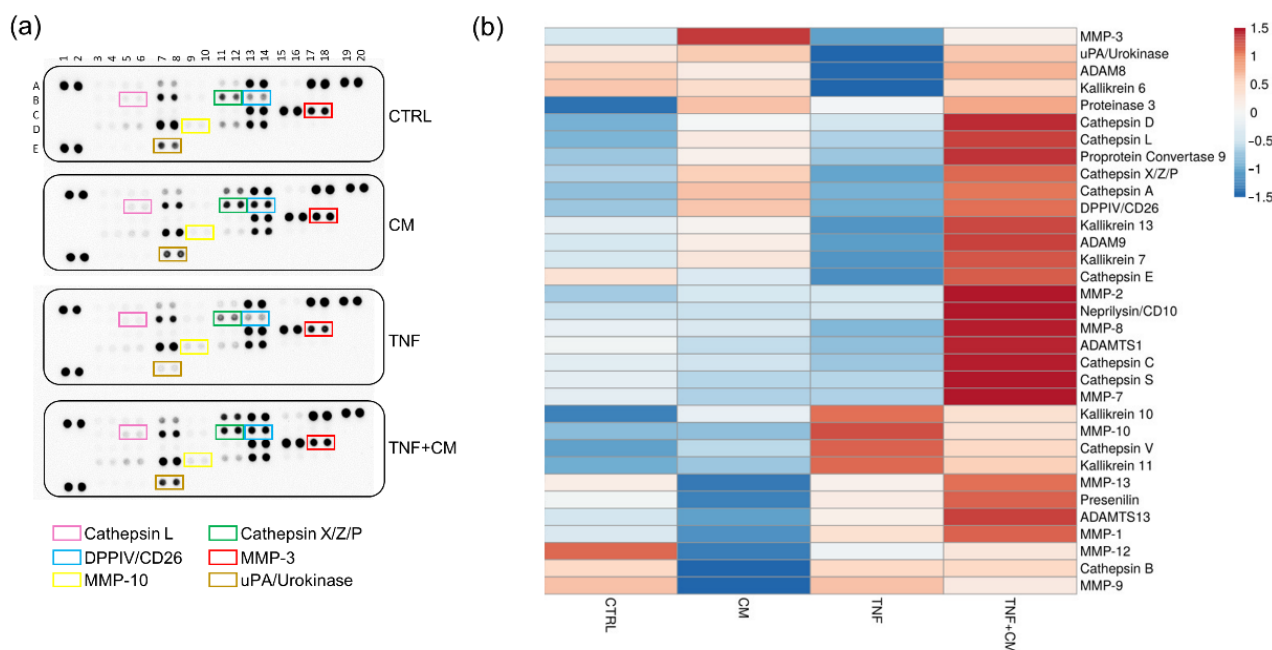 (a)
1 2 3 4 5 6 7 8 9 10 11 12 13 14 15 16 17 18 19 20
A
B
C
D
E
CTRL
CM
TNF
TNF+CM
Cathepsin L
Cathepsin X/Z/P
DPPIV/CD26
MMP-3
MMP-10
uPA/Urokinase
(b)
MMP-3
uPA/Urokinase
ADAM8
Kallikrein 6
Proteinase 3
Cathepsin D
Cathepsin L
Proprotein Convertase 9
Cathepsin X/Z/P
Cathepsin A
DPPIV/CD26
Kallikrein 13
ADAM9
Kallikrein 7
Cathepsin E
MMP-2
Neprilysin/CD10
MMP-8
ADAMTS1
Cathepsin C
Cathepsin S
MMP-7
Kallikrein 10
MMP-10
Cathepsin V
Kallikrein 11
MMP-13
Presenilin
ADAMTS13
MMP-1
MMP-12
Cathepsin B
MMP-9
CTRL
CM
TNF
TNF+CM
1.5
1
0.5
0
−0.5
−1
−1.5